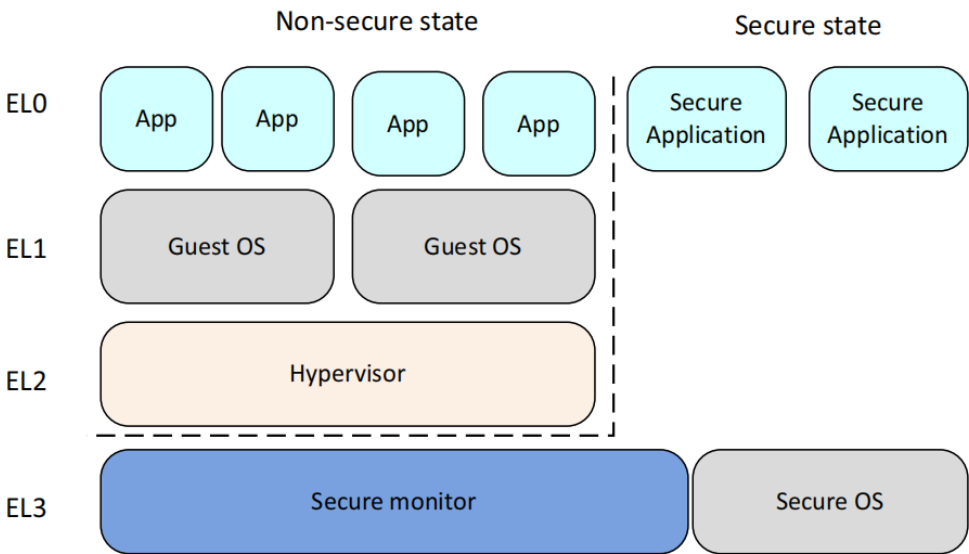 Non-secure state
Secure state
EL0
App
App
App
App
Secure
Application
Secure
Application
EL1
Guest OS
Guest OS
EL2
Hypervisor
EL3
Secure monitor
Secure OS